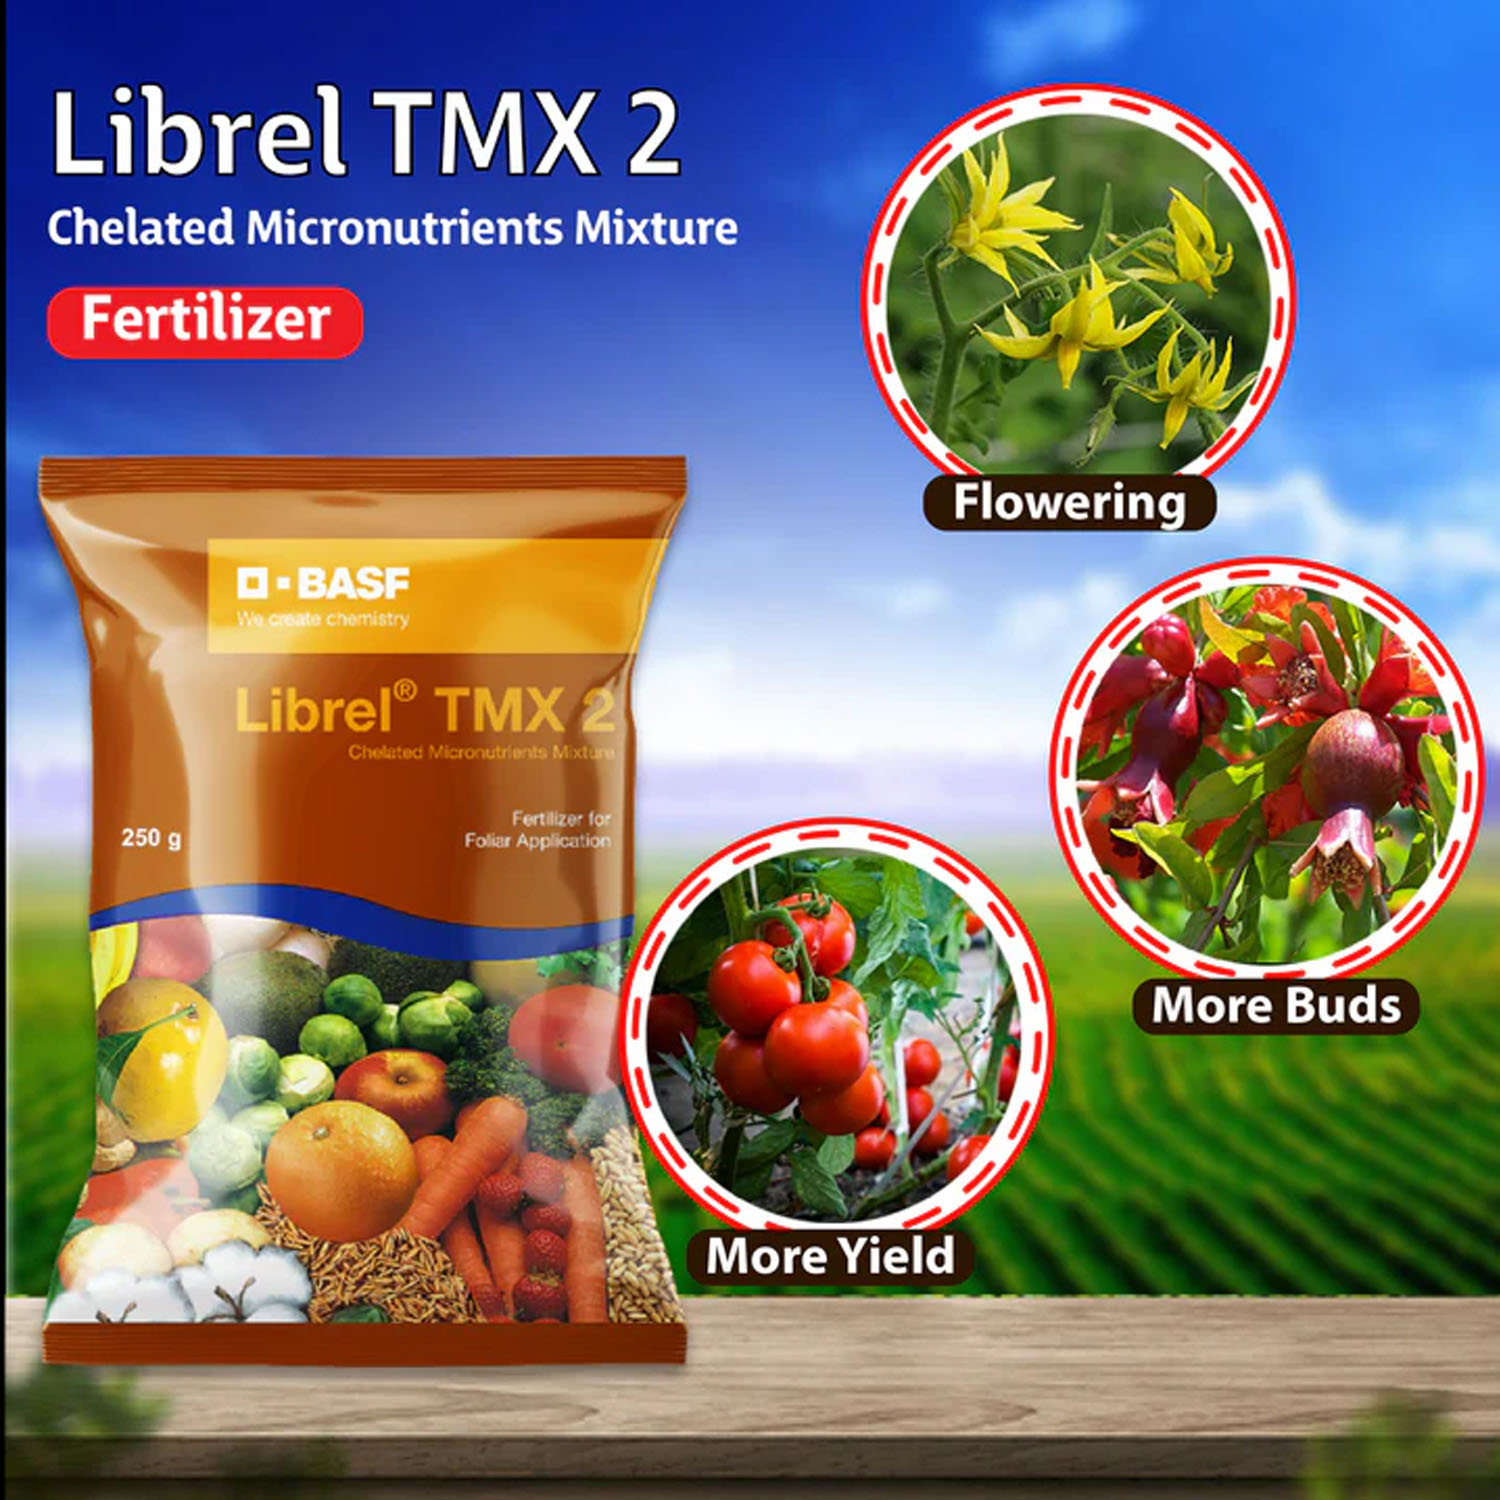 Librel TMX 2
Chelated Micronutrients Mixture
Fertilizer
BASF
We create chemistry
Librel® TMX 2
Chelated Micronutrients Mixture
Fertilizer for
Foliar Application
250 g
Flowering
More Buds
More Yield